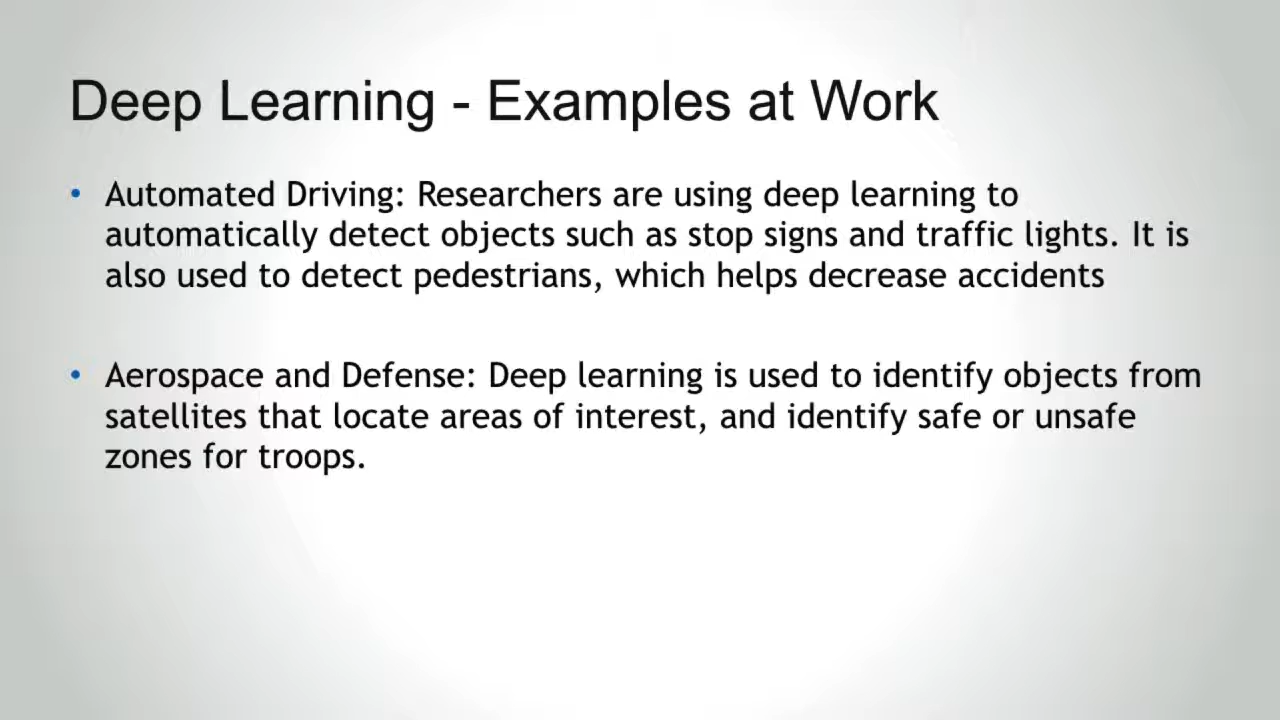 Deep Learning - Examples at Work
• Automated Driving: Researchers are using deep learning to
automatically detect objects such as stop signs and traffic lights. It is
also used to detect pedestrians, which helps decrease accidents
• Aerospace and Defense: Deep learning is used to identify objects from
satellites that locate areas of interest, and identify safe or unsafe
zones for troops.